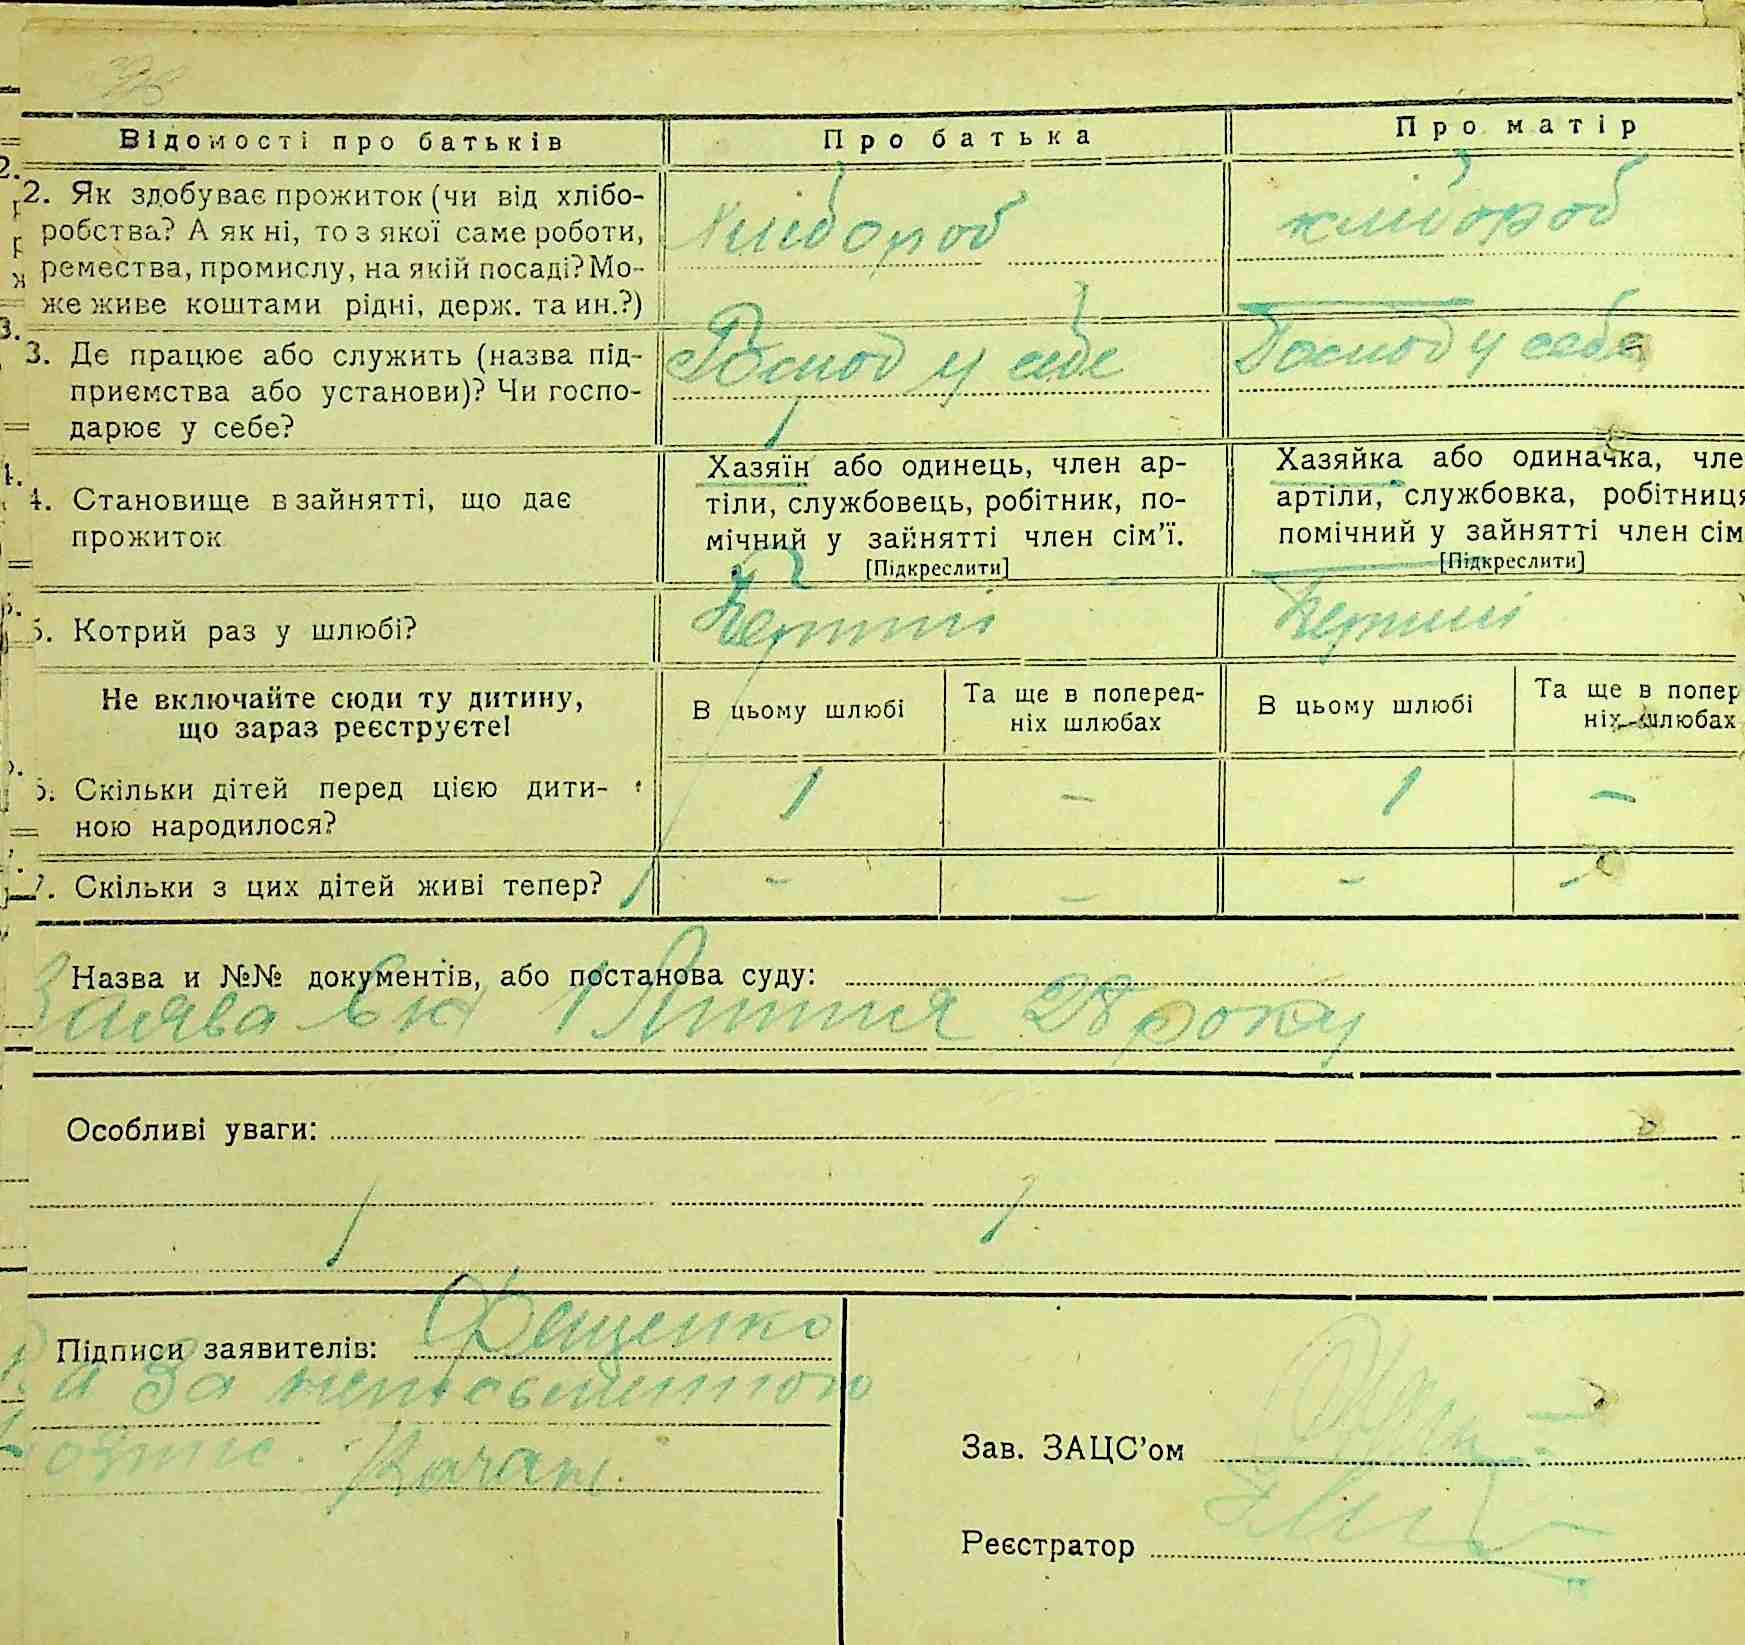 Відомості про батьків
Про батька
Про матір
2. Як здобуває прожиток (чи від хлібо-
робства? А як ні, то з якої саме роботи,
ремества, промислу, на якій посаді? Мо-
же живе коштами рідні, держ. та ин.?)
хлібороб
хлібороб
3. Де працює або служить (назва під-
приємства або установи)? Чи госпо-
дарює у себе?
Господ у себе
Господ у себе
4. Становище в зайнятті, що дає
прожиток
Хазяїн або одинець, член ар-
тіли, службовець, робітник, по-
мічний у зайнятті член сім'ї.
[Підкреслити]
Хазяйка або одиначка, чле
артіли, службовка, робітниця
помічний у зайнятті член сім
[Підкреслити]
5. Котрий раз у шлюбі?
Перший
Перший
Не включайте сюди ту дитину,
що зараз реєструєте!
В цьому шлюбі
Та ще в поперед-
ніх шлюбах
В цьому шлюбі
Та ще в попер
ніх шлюбах
6. Скільки дітей перед цією дити-
ною народилося?
1 - 1 -
7. Скільки з цих дітей живі тепер?
- - - -
Назва и №№ документів, або постанова суду:
Заява 1 Липня 28 року
Особливі уваги:
Підписи заявителів: Фещенко
а за неписьменного
розпис. Качан
Зав. ЗАЦС'ом
Реєстратор